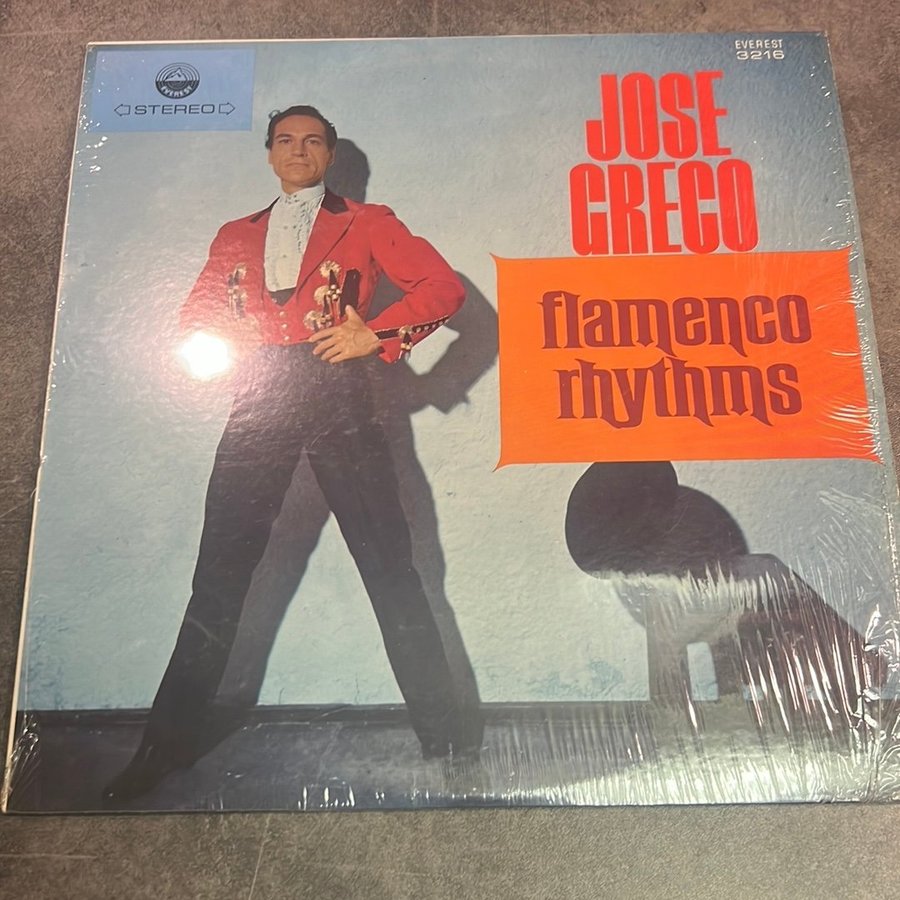 EVEREST
STEREO
EVEREST
3216
JOSE
GRECO
flamenco
rhythms